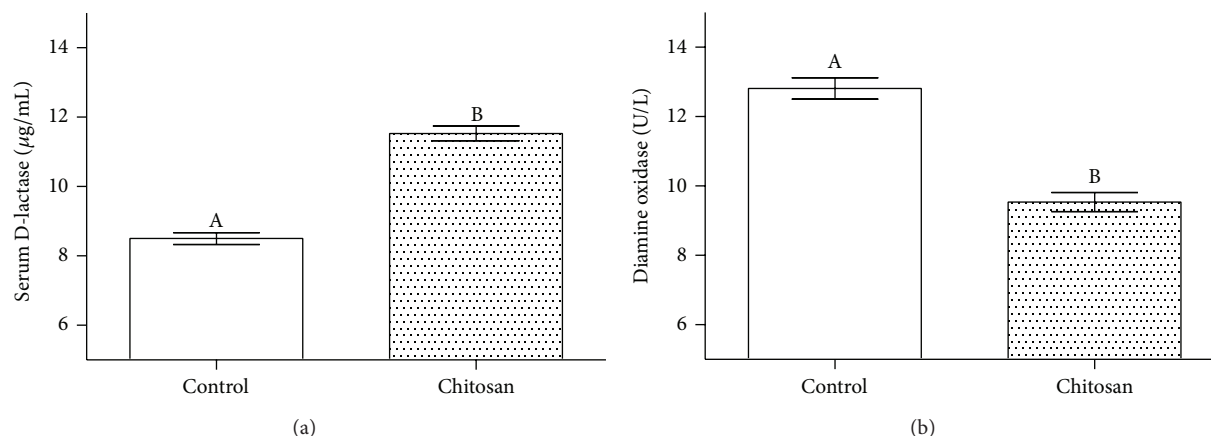 Serum D-lactase (μg/mL)
14
12
10
8
6
A
B
Control
Chitosan
(a)
Diamine oxidase (U/L)
14
12
10
8
6
A
B
Control
Chitosan
(b)